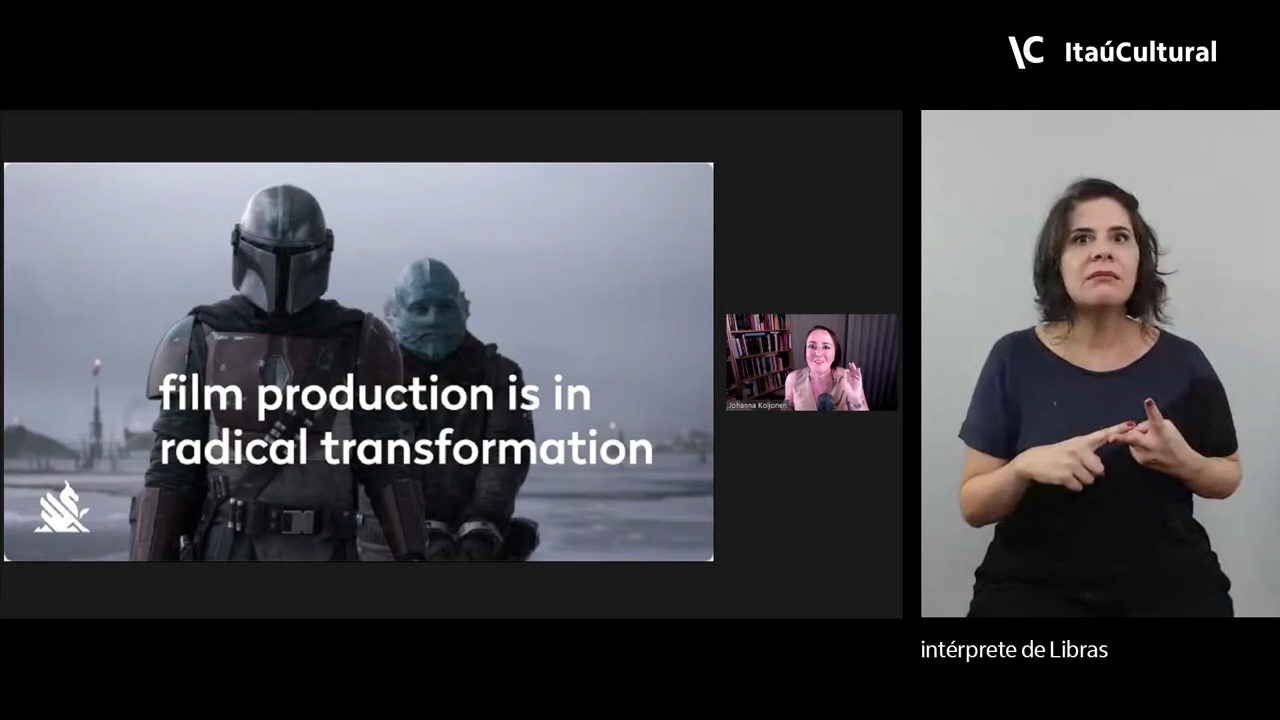 ItaúCultural
film production is in
radical transformation
Johanna Koljonen
intérprete de Libras